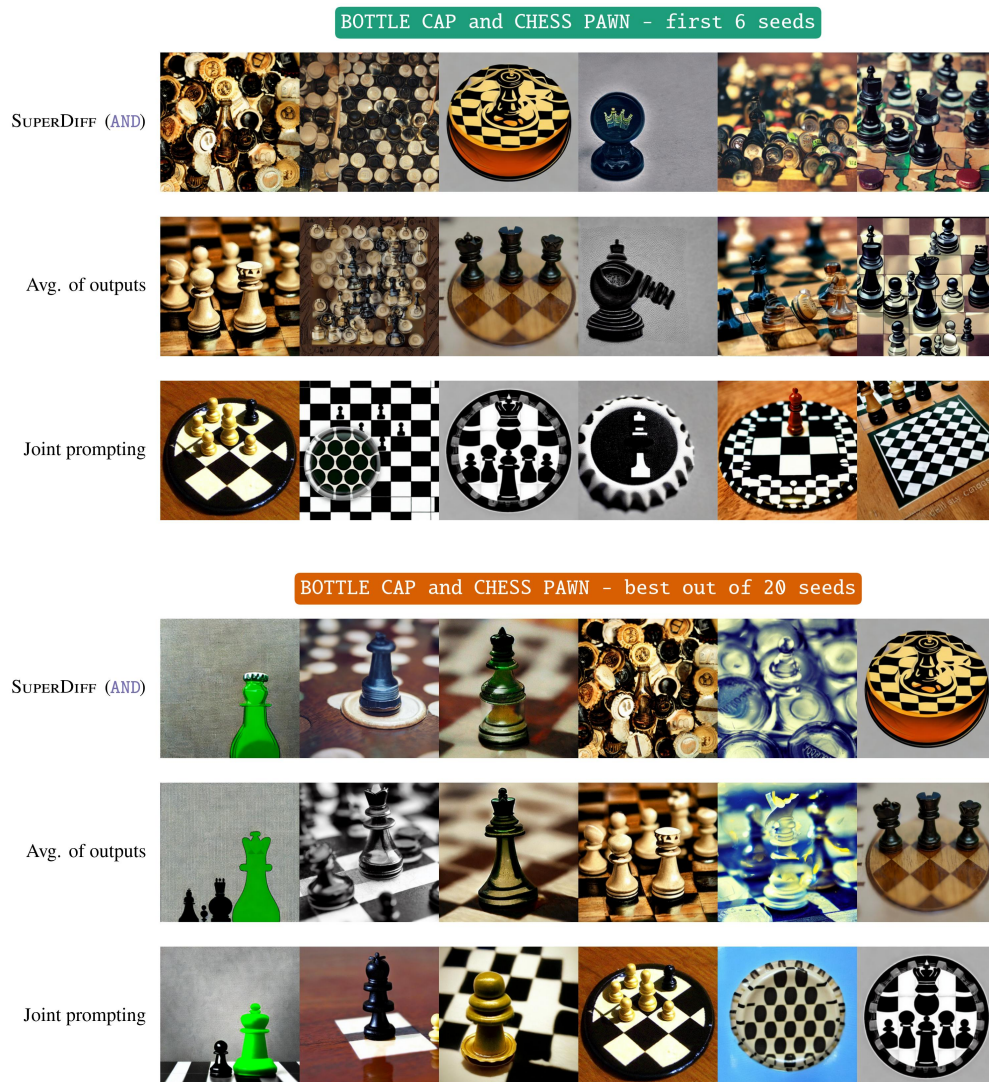 BOTTLE CAP and CHESS PAWN - first 6 seeds
SUPERDIFF (AND)
Avg. of outputs
Joint prompting
BOTTLE CAP and CHESS PAWN - best out of 20 seeds
SUPERDIFF (AND)
Avg. of outputs
Joint prompting